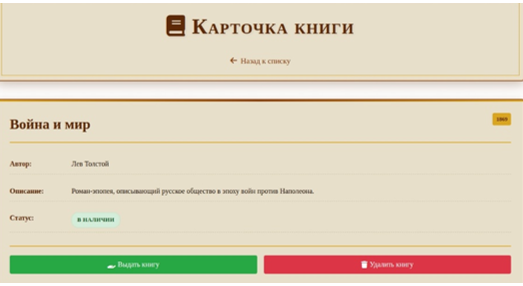 Карточка книги
Назад к списку
Война и мир
1869
Автор: Лев Толстой
Описание: Роман-эпопея, описывающий русское общество в эпоху войн против Наполеона.
Статус: В НАЛИЧИИ
Выдать книгу
Удалить книгу